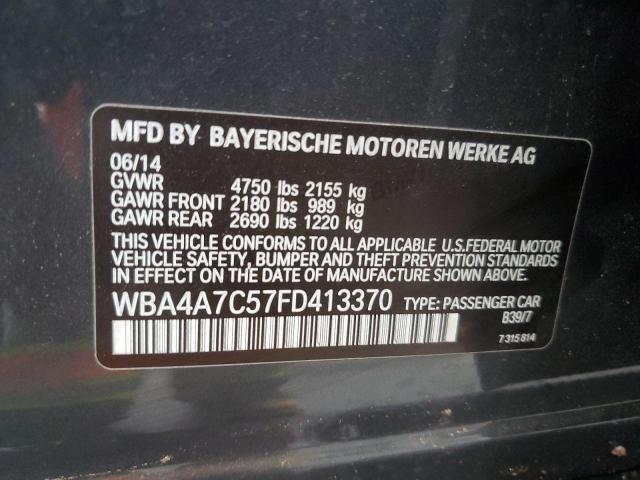 MFD BY BAYERISCHE MOTOREN WERKE AG
06/14
GVWR 4750 lbs 2155 kg
GAWR FRONT 2180 lbs 989 kg
GAWR REAR 2690 lbs 1220 kg
THIS VEHICLE CONFORMS TO ALL APPLICABLE U.S.FEDERAL MOTOR
VEHICLE SAFETY, BUMPER AND THEFT PREVENTION STANDARDS
IN EFFECT ON THE DATE OF MANUFACTURE SHOWN ABOVE.
WBA4A7C57FD413370 TYPE: PASSENGER CAR
B39/7
7 315 814